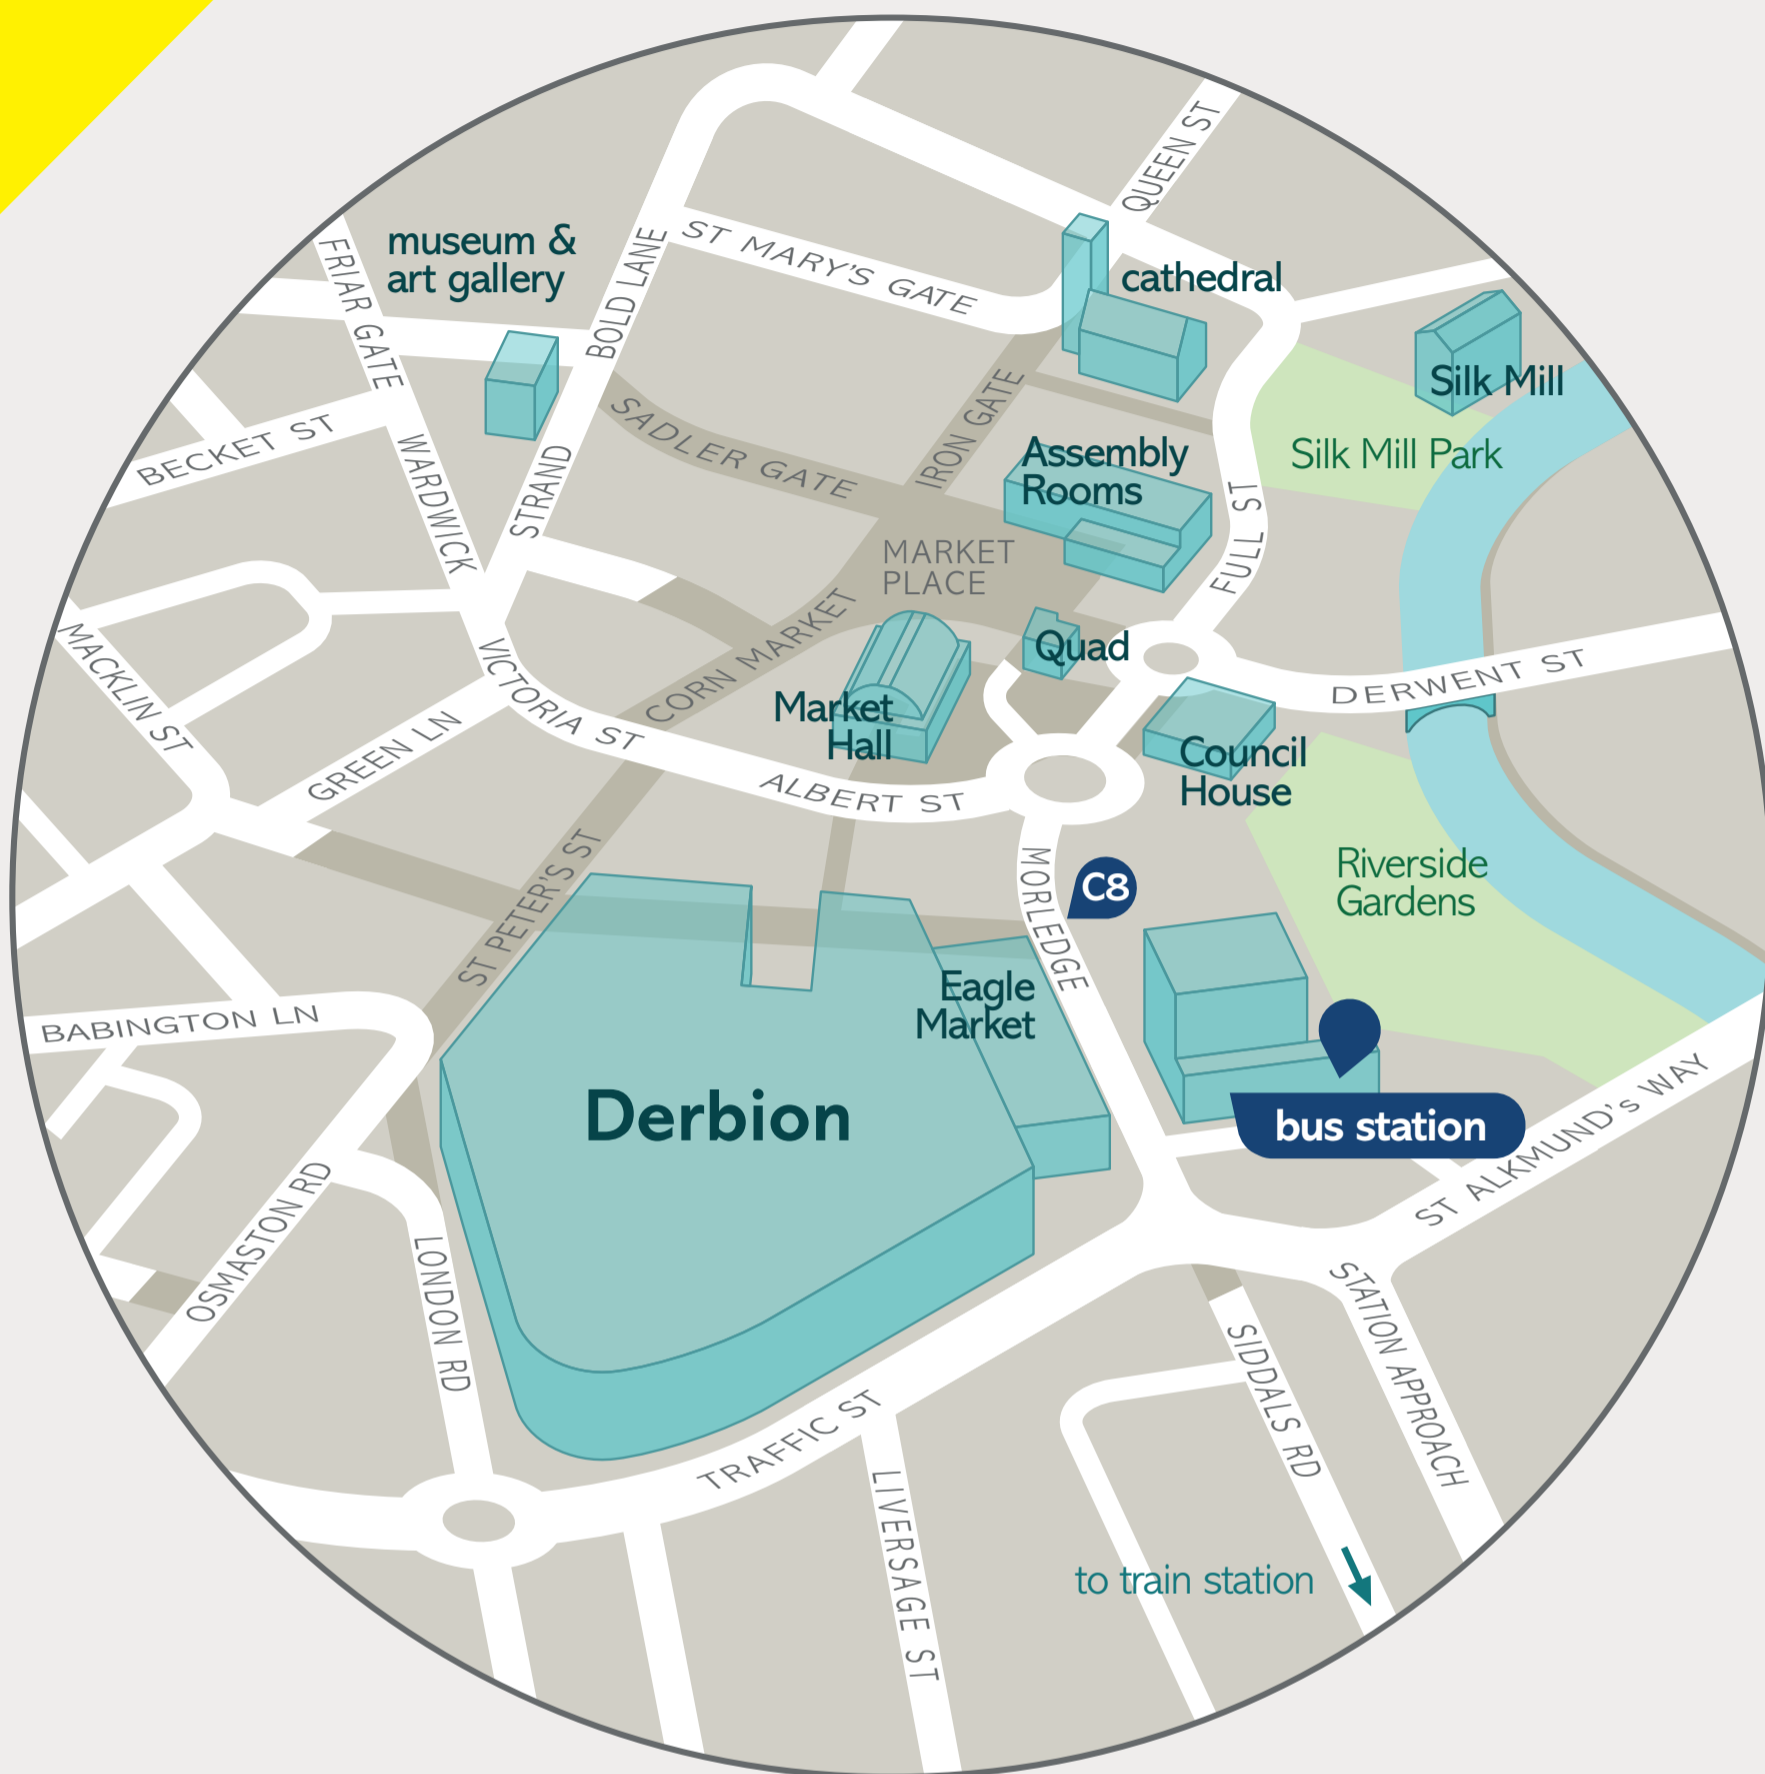 QUEEN ST
museum &
art gallery
FRIAR GATE
BOLD LANE
ST MARY'S GATE
cathedral
Silk Mill
IRON GATE
SADLER GATE
BECKET ST
WARDWICK
STRAND
Assembly
Rooms
Silk Mill Park
FULL ST
MARKET
PLACE
MACKLIN ST
VICTORIA ST
CORN MARKET
Quad
DERWENT ST
Market
Hall
GREEN LN
Council
House
ALBERT ST
ST PETER'S ST
MORLEDGE
C8
Riverside
Gardens
BABINGTON LN
Eagle
Market
Derbion
bus station
ST ALKMUND's WAY
OSMASTON RD
LONDON RD
STATION APPROACH
SIDDALS RD
TRAFFIC ST
LIVERSAGE ST
to train station